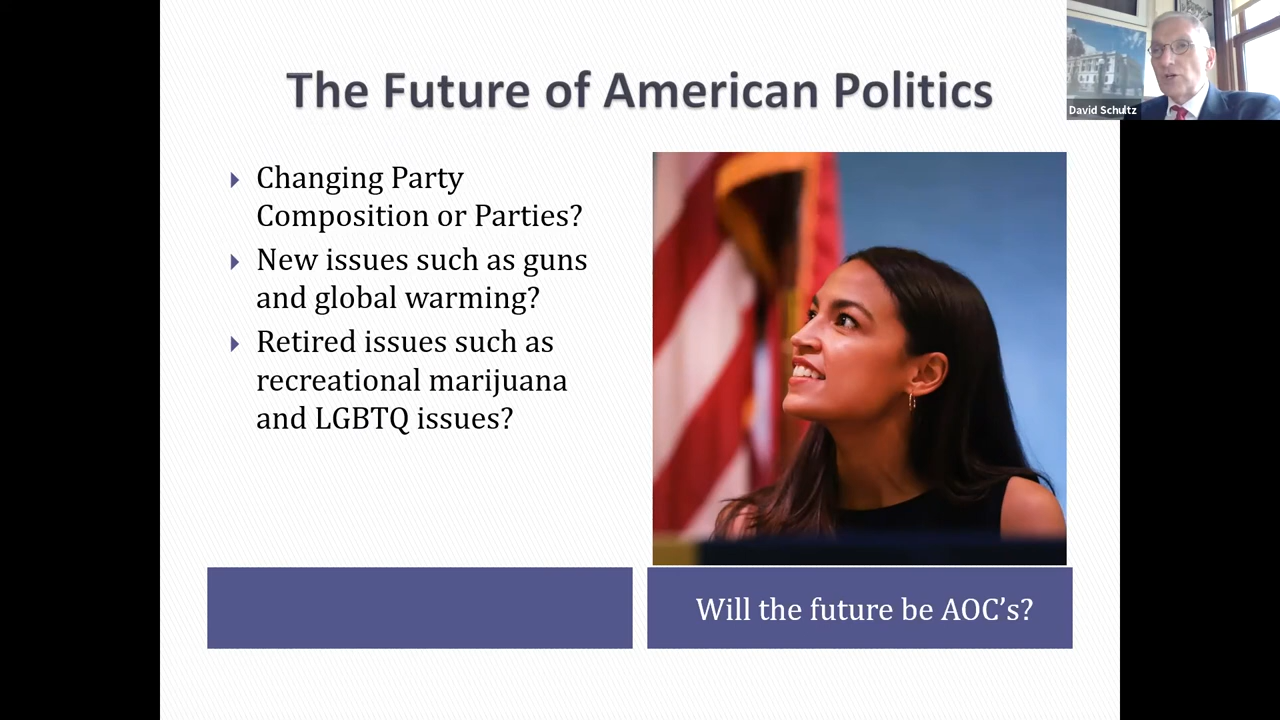 The Future of American Politics
David Schultz
Changing Party
Composition or Parties?
New issues such as guns
and global warming?
Retired issues such as
recreational marijuana
and LGBTQ issues?
Will the future be AOC’s?